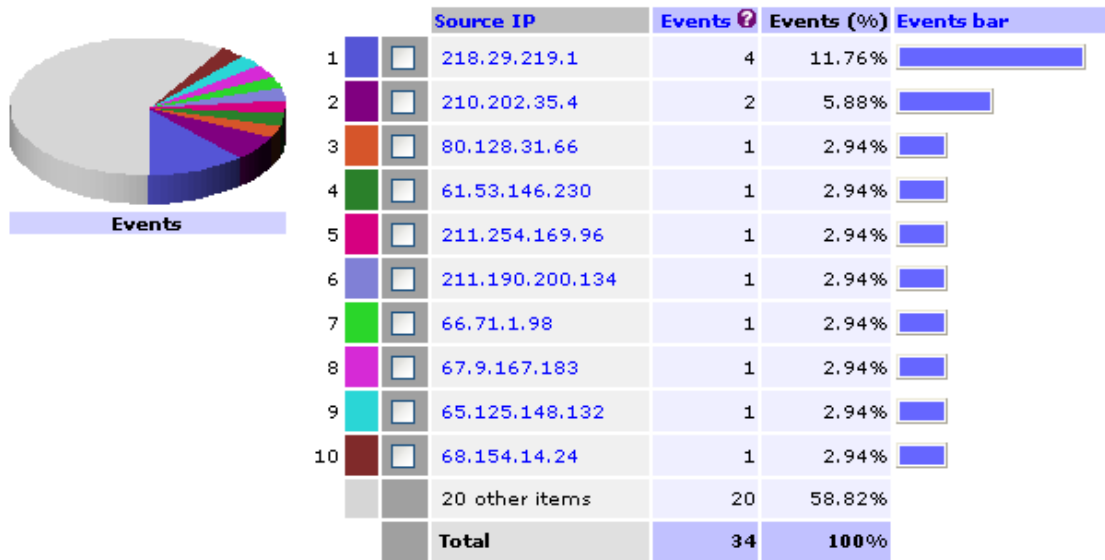 Source IP Events ? Events (%) Events bar
1 218.29.219.1 4 11.76%
2 210.202.35.4 2 5.88%
3 80.128.31.66 1 2.94%
4 61.53.146.230 1 2.94%
5 211.254.169.96 1 2.94%
6 211.190.200.134 1 2.94%
7 66.71.1.98 1 2.94%
8 67.9.167.183 1 2.94%
9 65.125.148.132 1 2.94%
10 68.154.14.24 1 2.94%
20 other items 20 58.82%
Total 34 100%
Events